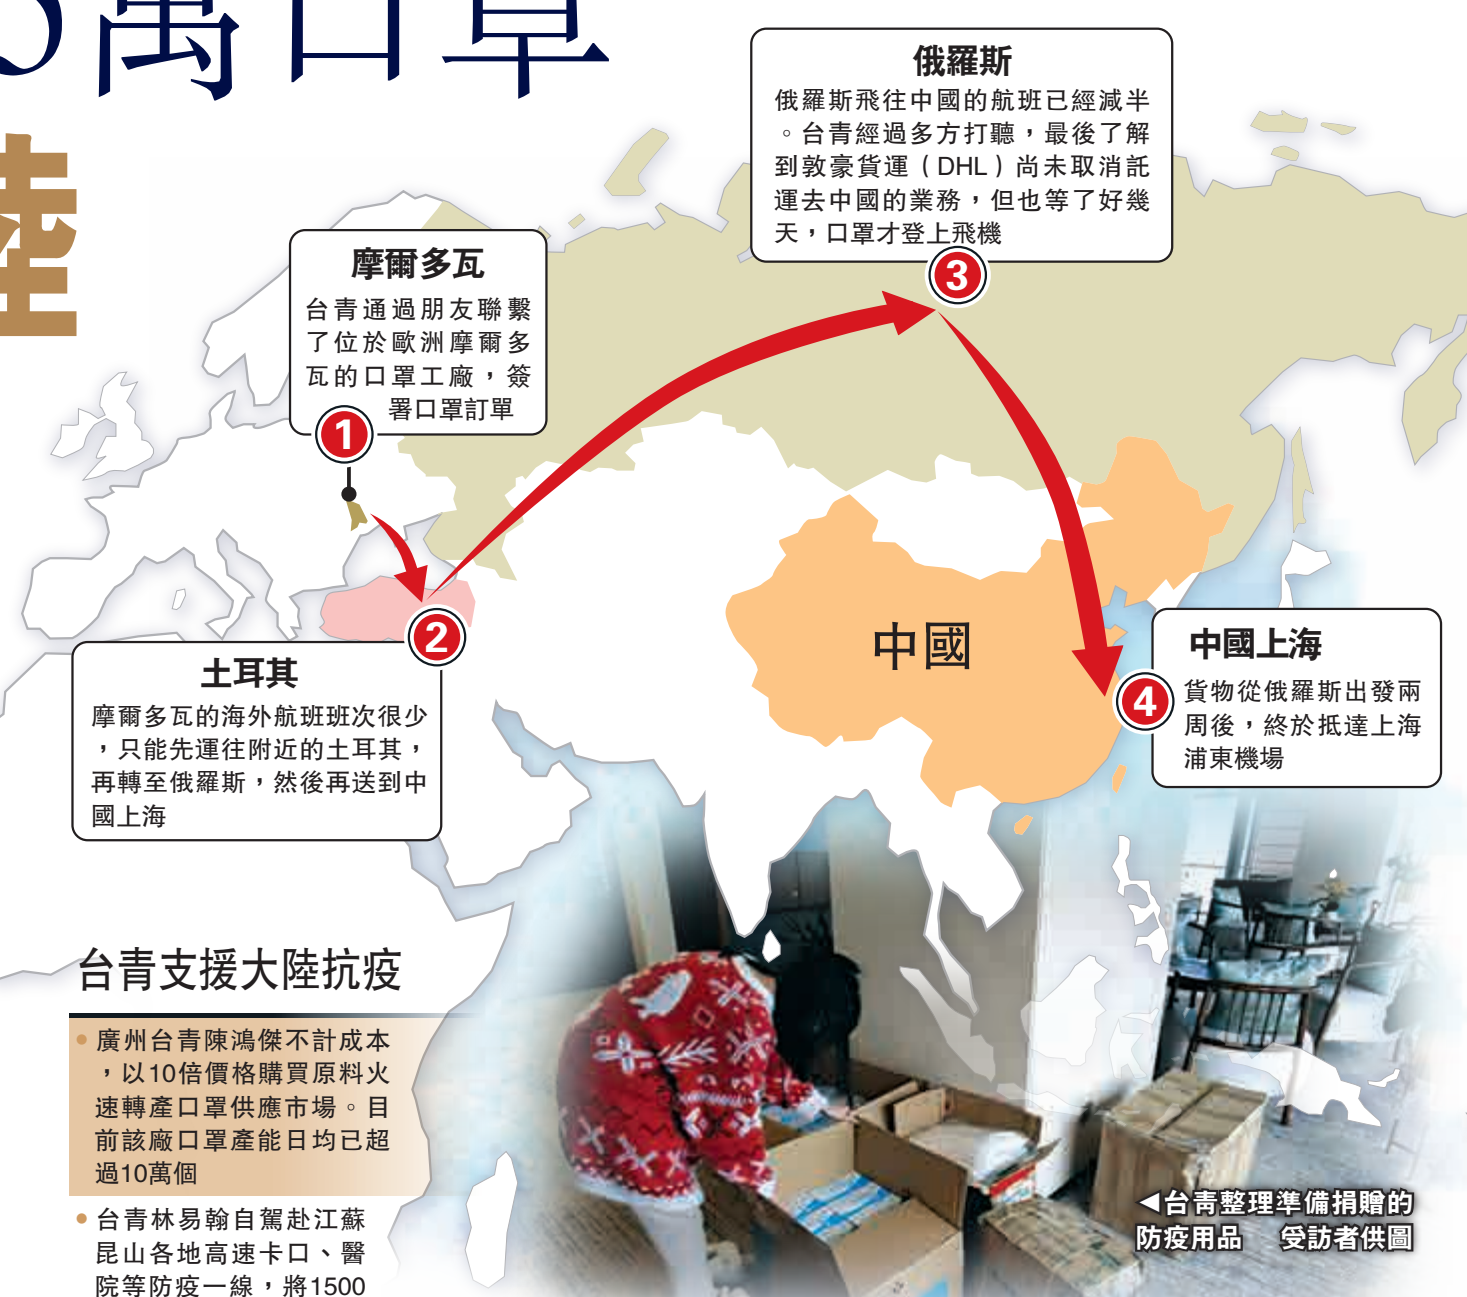 萬口罩
陸
俄羅斯
俄羅斯飛往中國的航班已經減半
。台青經過多方打聽，最後了解
到敦豪貨運（DHL）尚未取消託
運去中國的業務，但也等了好幾
天，口罩才登上飛機
3
摩爾多瓦
台青通過朋友聯繫
了位於歐洲摩爾多
瓦的口罩工廠，簽
署口罩訂單
1
2
土耳其
摩爾多瓦的海外航班班次很少
，只能先運往附近的土耳其，
再轉至俄羅斯，然後再送到中
國上海
中國
中國上海
4
貨物從俄羅斯出發兩
周後，終於抵達上海
浦東機場
台青支援大陸抗疫
• 廣州台青陳鴻傑不計成本
，以10倍價格購買原料火
速轉產口罩供應市場。目
前該廠口罩產能日均已超
過10萬個
• 台青林易翰自駕赴江蘇
昆山各地高速卡口、醫
院等防疫一線，將1500
◀台青整理準備捐贈的
防疫用品 受訪者供圖